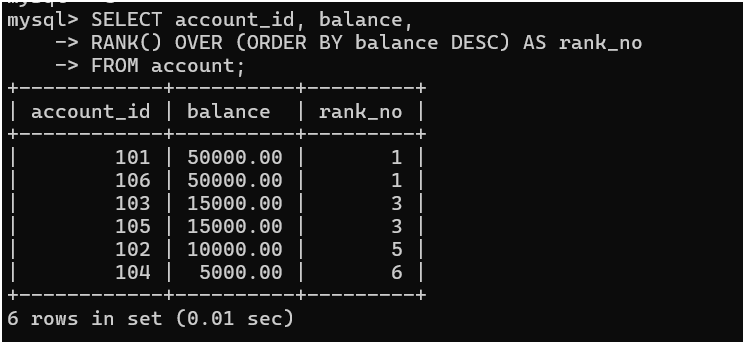 mysql> SELECT account_id, balance,
    -> RANK() OVER (ORDER BY balance DESC) AS rank_no
    -> FROM account;
+------------+----------+---------+
| account_id | balance  | rank_no |
+------------+----------+---------+
|        101 | 50000.00 |       1 |
|        106 | 50000.00 |       1 |
|        103 | 15000.00 |       3 |
|        105 | 15000.00 |       3 |
|        102 | 10000.00 |       5 |
|        104 |  5000.00 |       6 |
+------------+----------+---------+
6 rows in set (0.01 sec)